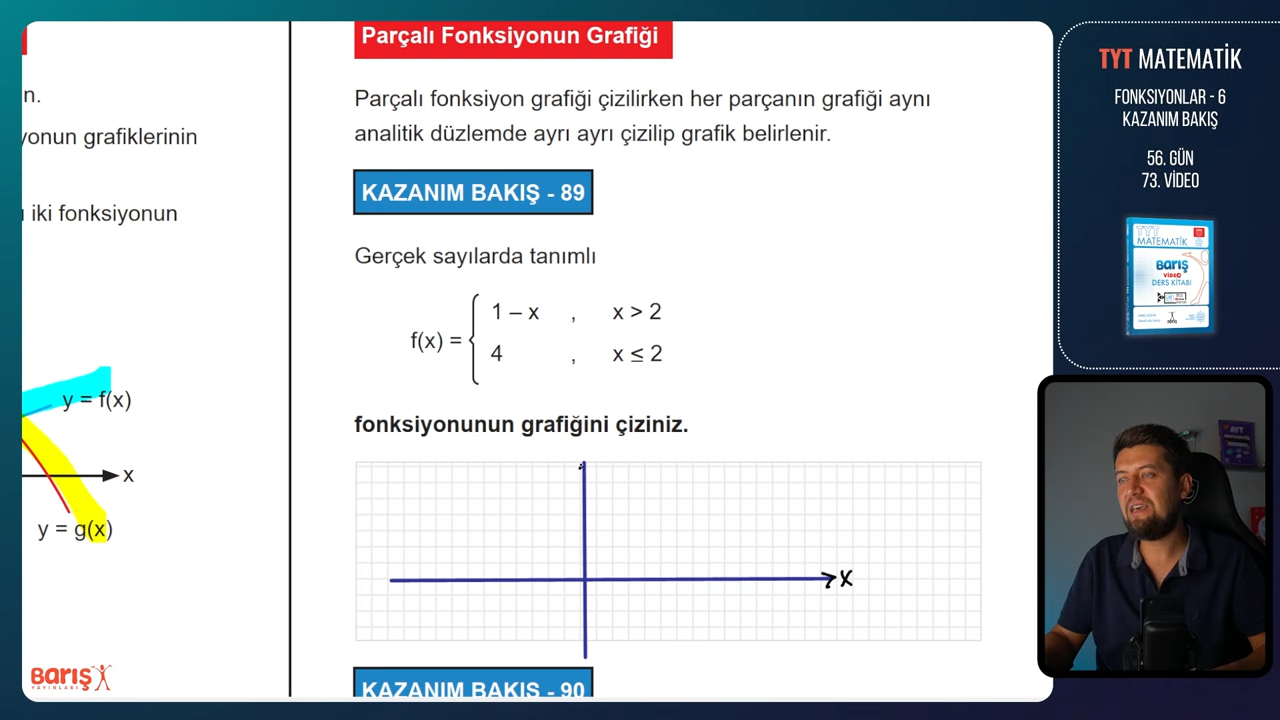 Parçalı Fonksiyonun Grafiği
n.
yonun grafiklerinin
iki fonksiyonun
y = f(x)
x
y = g(x)
Parçalı fonksiyon grafiği çizilirken her parçanın grafiği aynı
analitik düzlemde ayrı ayrı çizilip grafik belirlenir.
KAZANIM BAKIŞ - 89
Gerçek sayılarda tanımlı
f(x) = { 1 – x , x > 2
4 , x ≤ 2
fonksiyonunun grafiğini çiziniz.
x
KAZANIM BAKIŞ - 90
BARIŞ
YAYINLARI
TYT MATEMATİK
FONKSIYONLAR - 6
KAZANIM BAKIŞ
56. GÜN
73. VİDEO
TYT
MATEMATİK
BARIŞ
VİDEO
DERS KİTABI
AYT